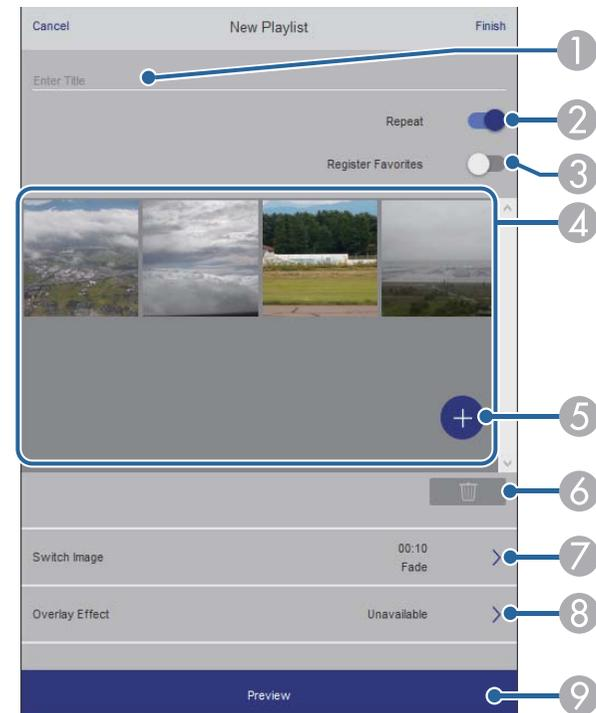 Cancel New Playlist Finish
Enter Title
1
Repeat
2
Register Favorites
3
4
5
6
Switch Image
00:10
Fade
7
Overlay Effect Unavailable
8
Preview
9